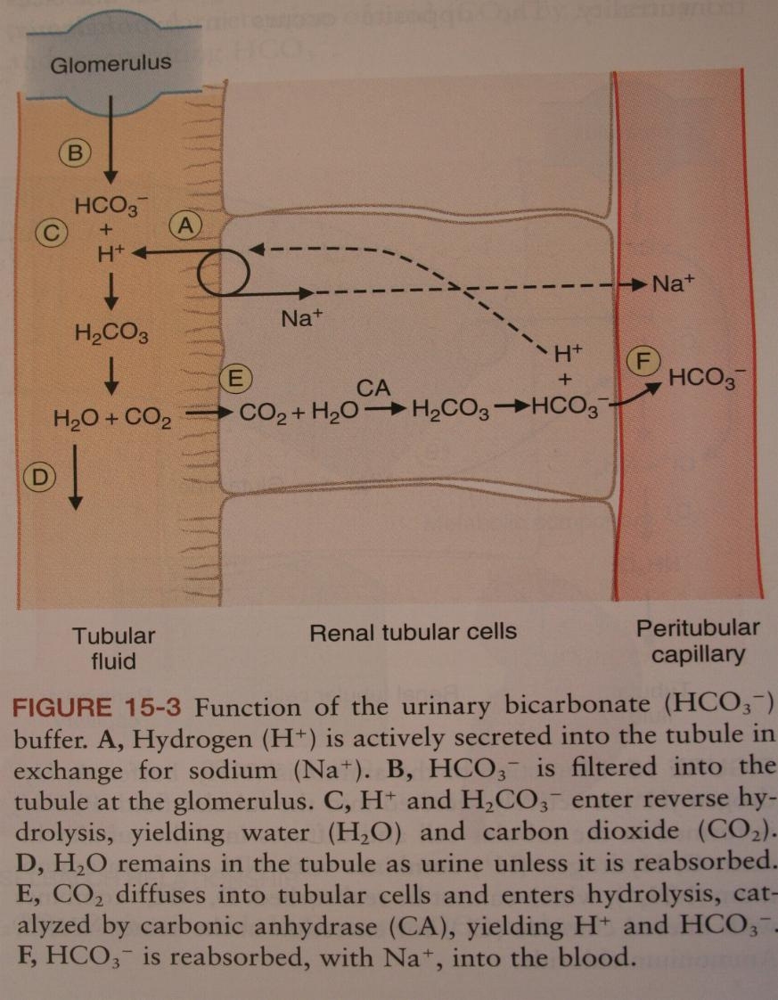 Glomerulus
B
HCO₃⁻
C
+
A
H⁺
Na⁺
Na⁺
H₂CO₃
H⁺
F
+
HCO₃⁻
E
CA
H₂O + CO₂
CO₂ + H₂O
H₂CO₃
HCO₃⁻
D
Tubular
fluid
Renal tubular cells
Peritubular
capillary
FIGURE 15-3 Function of the urinary bicarbonate (HCO₃⁻)
buffer. A, Hydrogen (H⁺) is actively secreted into the tubule in
exchange for sodium (Na⁺). B, HCO₃⁻ is filtered into the
tubule at the glomerulus. C, H⁺ and H₂CO₃⁻ enter reverse hy-
drolysis, yielding water (H₂O) and carbon dioxide (CO₂).
D, H₂O remains in the tubule as urine unless it is reabsorbed.
E, CO₂ diffuses into tubular cells and enters hydrolysis, cat-
alyzed by carbonic anhydrase (CA), yielding H⁺ and HCO₃⁻.
F, HCO₃⁻ is reabsorbed, with Na⁺, into the blood.